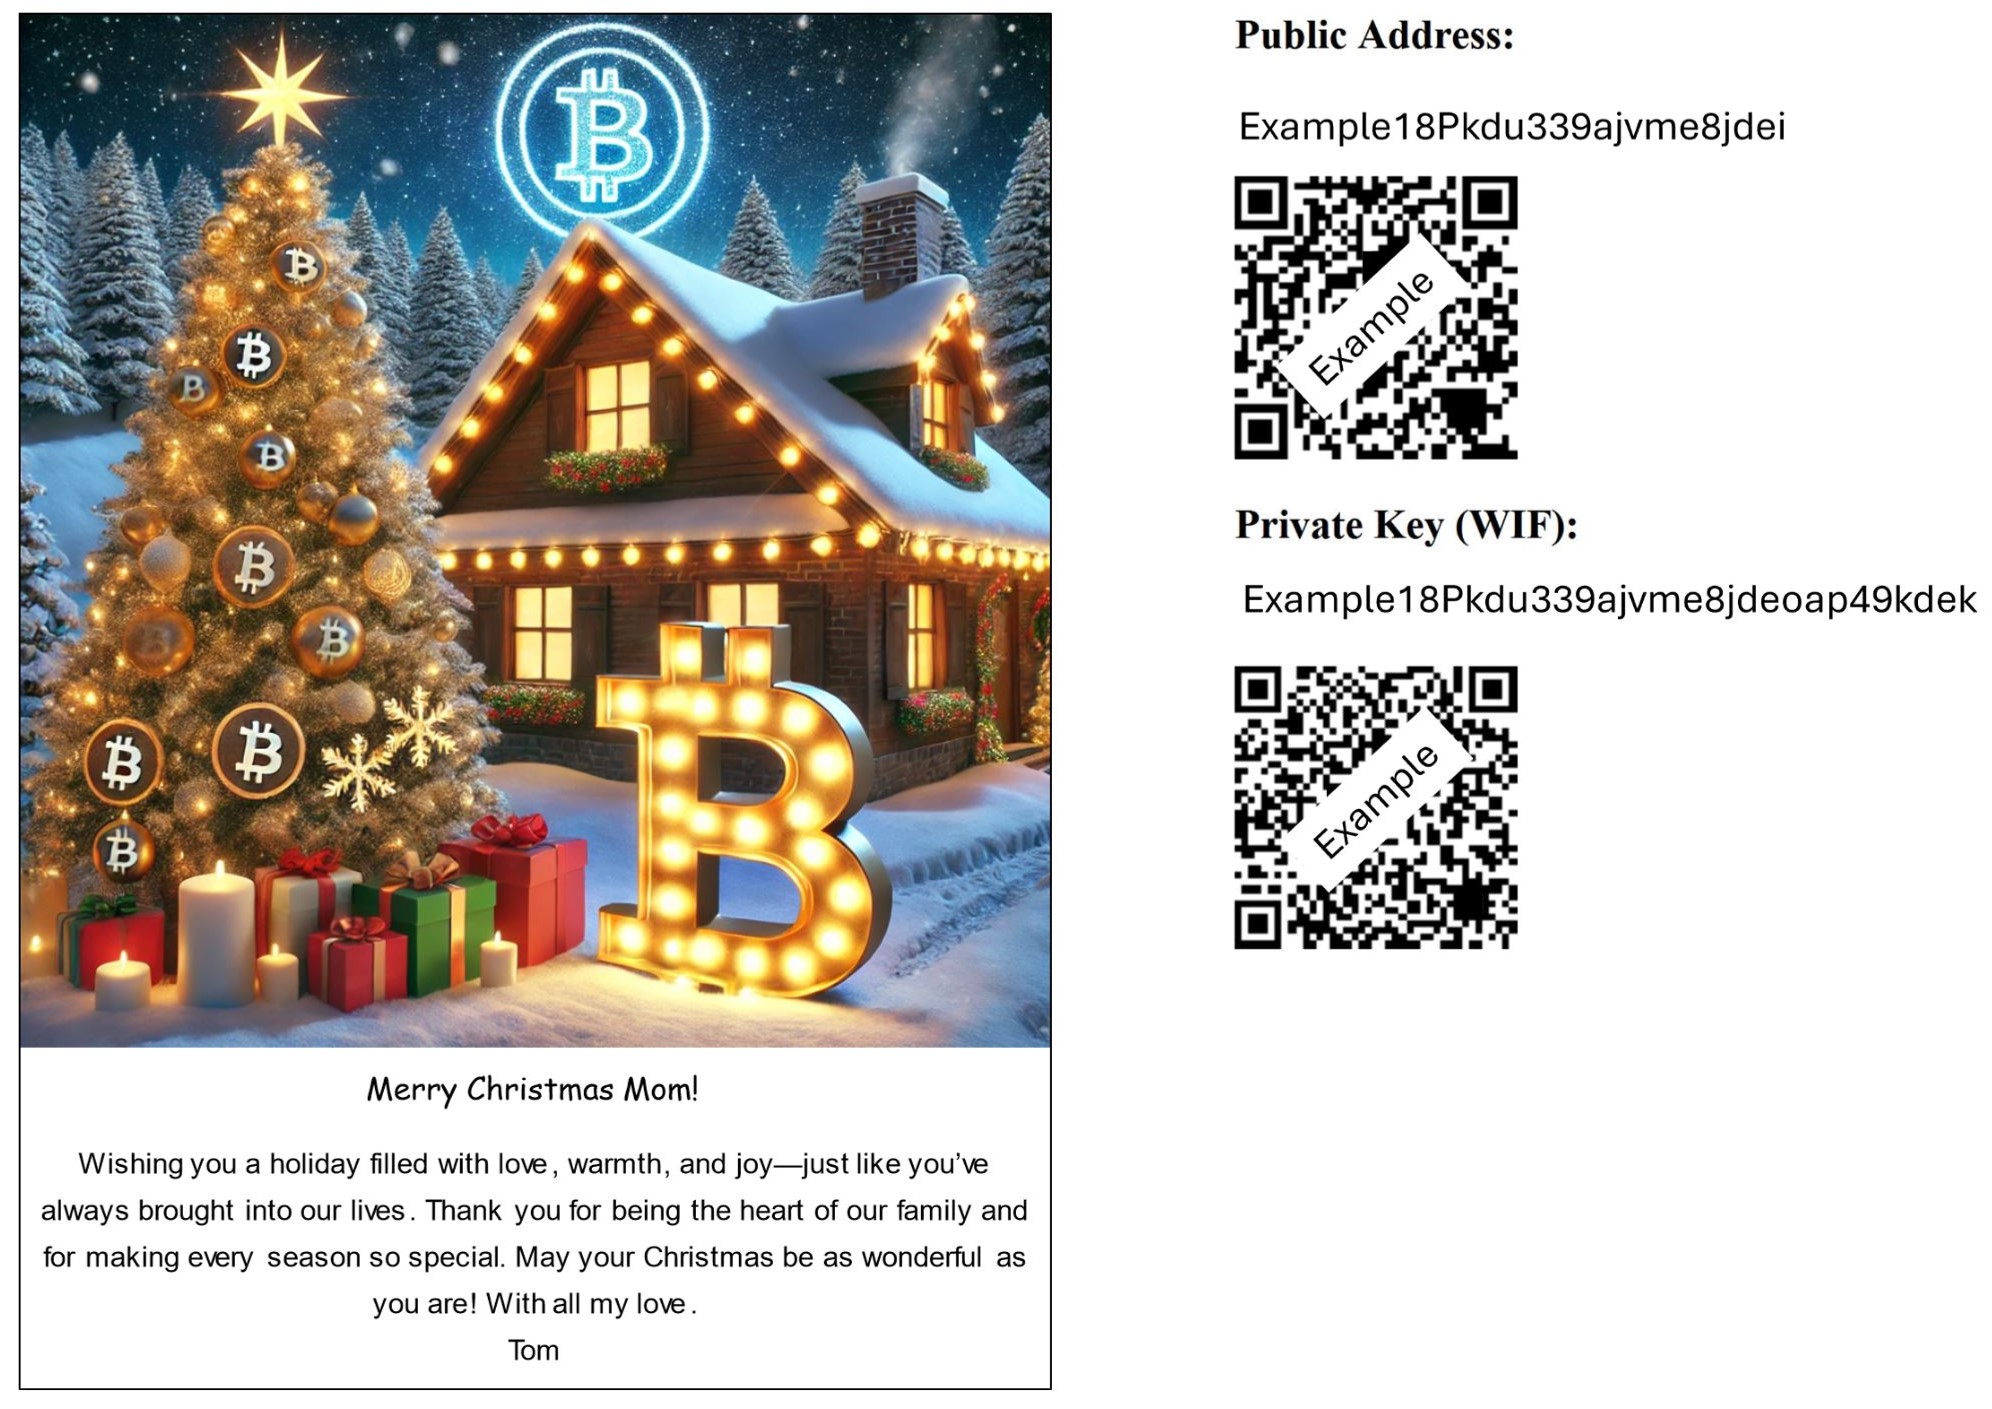 Merry Christmas Mom!
Wishing you a holiday filled with love, warmth, and joy—just like you’ve
always brought into our lives. Thank you for being the heart of our family and
for making every season so special. May your Christmas be as wonderful as
you are! With all my love.
Tom
Public Address:
Example18Pkdu339ajvme8jdei
Example
Private Key (WIF):
Example18Pkdu339ajvme8jdeoap49kdek
Example